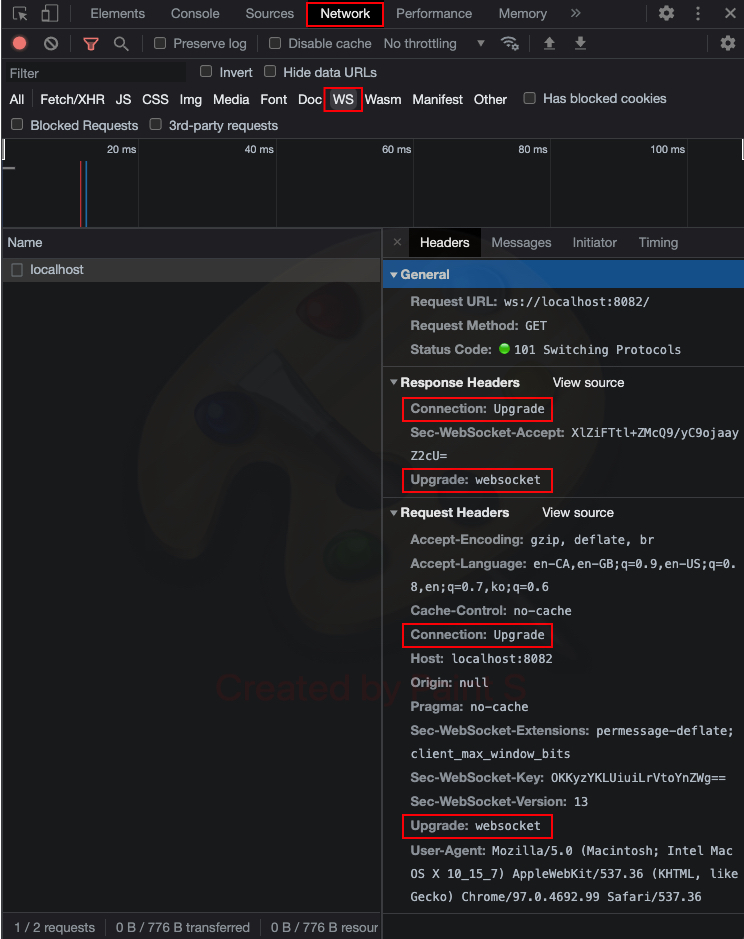 Elements Console Sources Network Performance Memory »
Preserve log Disable cache No throttling
Filter Invert Hide data URLs
All Fetch/XHR JS CSS Img Media Font Doc WS Wasm Manifest Other Has blocked cookies
Blocked Requests 3rd-party requests
20 ms 40 ms 60 ms 80 ms 100 ms
Name
localhost
× Headers Messages Initiator Timing
General
Request URL: ws://localhost:8082/
Request Method: GET
Status Code: 101 Switching Protocols
Response Headers View source
Connection: Upgrade
Sec-WebSocket-Accept: XlZiFTtl+ZMcQ9/yC9ojaay
Z2cU=
Upgrade: websocket
Request Headers View source
Accept-Encoding: gzip, deflate, br
Accept-Language: en-CA,en-GB;q=0.9,en-US;q=0.
8,en;q=0.7,ko;q=0.6
Cache-Control: no-cache
Connection: Upgrade
Host: localhost:8082
Origin: null
Pragma: no-cache
Sec-WebSocket-Extensions: permessage-deflate;
client_max_window_bits
Sec-WebSocket-Key: OKKyzYKLUiuiLrVtoYnZWg==
Sec-WebSocket-Version: 13
Upgrade: websocket
User-Agent: Mozilla/5.0 (Macintosh; Intel Mac
OS X 10_15_7) AppleWebKit/537.36 (KHTML, like
Gecko) Chrome/97.0.4692.99 Safari/537.36
Created by Paint S
1 / 2 requests 0 B / 776 B transferred 0 B / 776 B resour